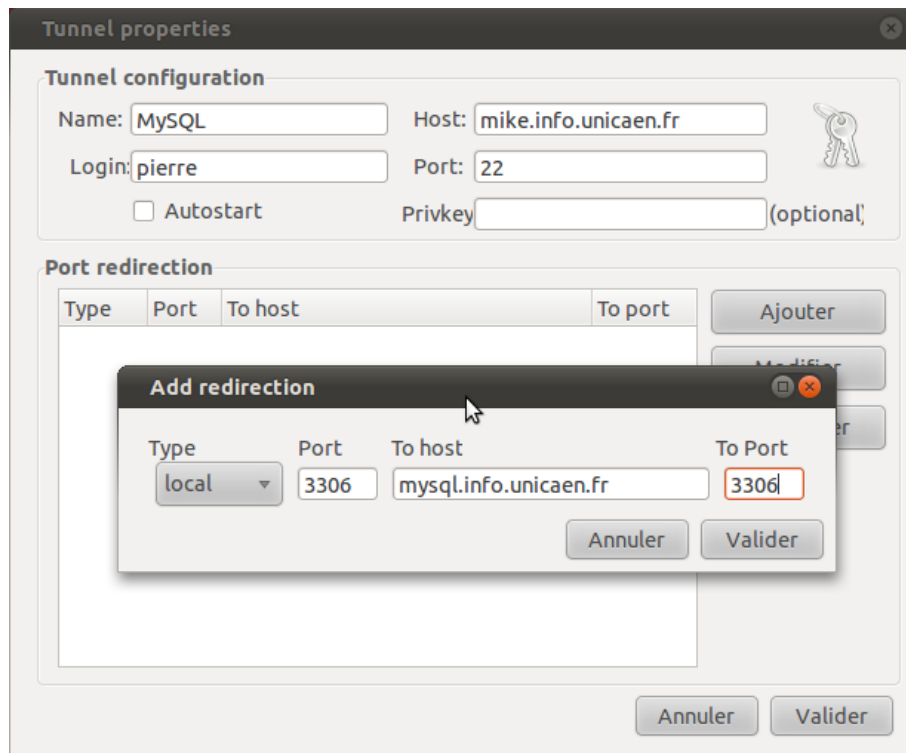 Tunnel properties
Tunnel configuration
Name: MySQL Host: mike.info.unicaen.fr
Login: pierre Port: 22
Autostart Privkey (optional)
Port redirection
Type Port To host To port
Ajouter
Add redirection
Type Port To host To Port
local 3306 mysql.info.unicaen.fr 3306
Annuler Valider
Annuler Valider